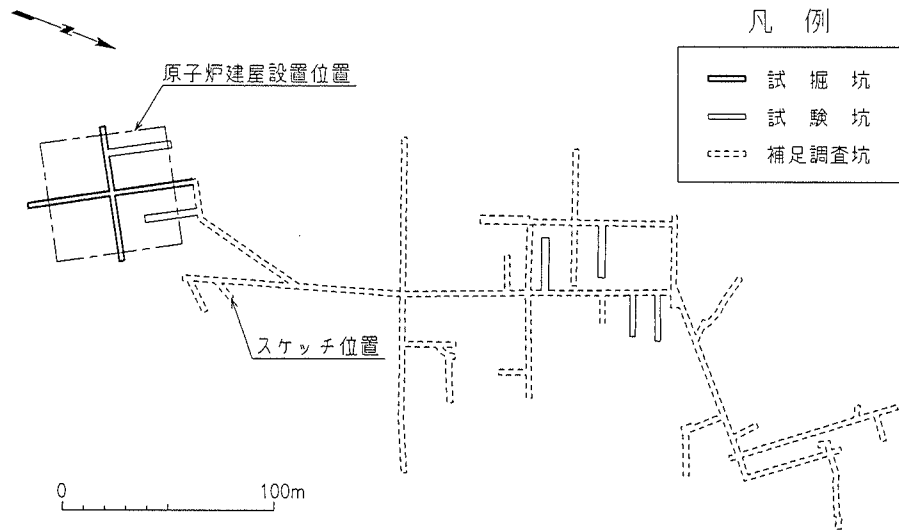 凡例
原子炉建屋設置位置
試掘坑
試験坑
補足調査坑
スケッチ位置
0 100m